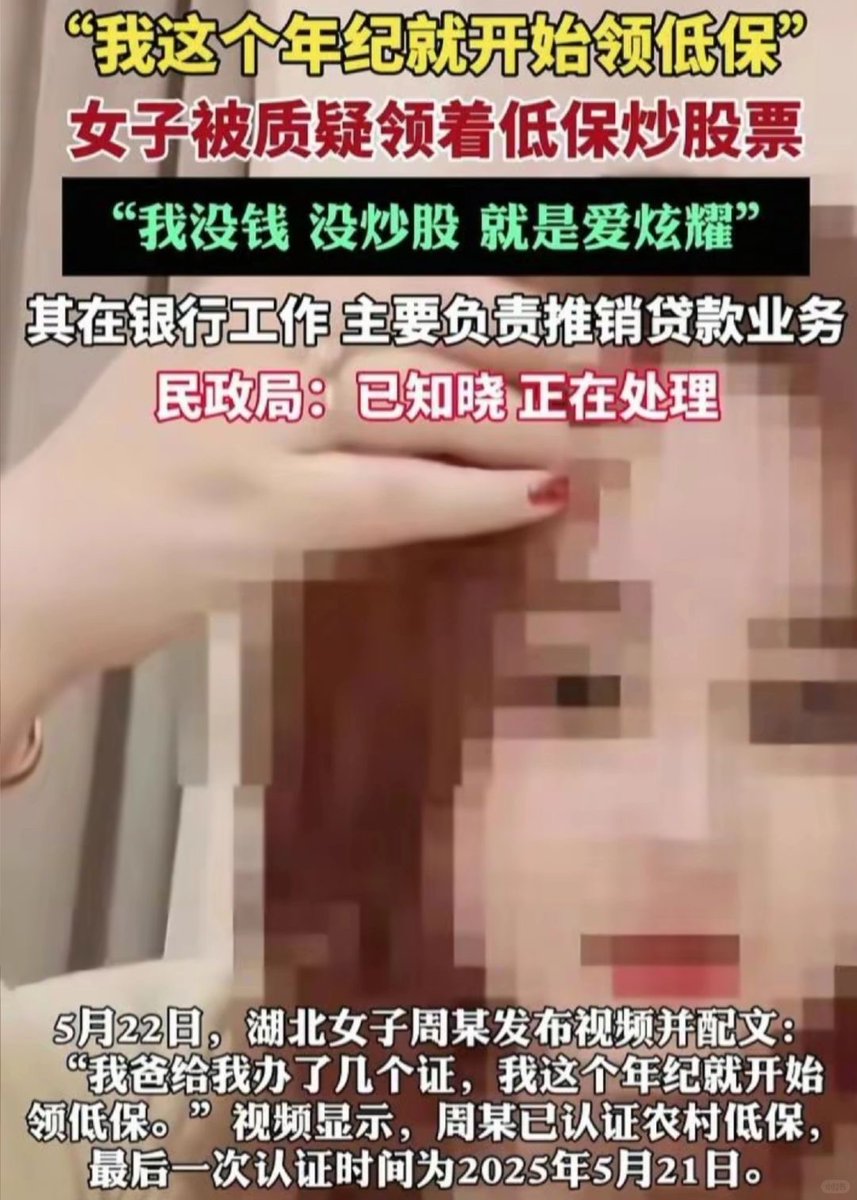 “我这个年纪就开始领低保”
女子被质疑领着低保炒股票
“我没钱 没炒股 就是爱炫耀”
其在银行工作 主要负责推销贷款业务
民政局：已知晓 正在处理
5月22日，湖北女子周某发布视频并配文：
“我爸给我办了几个证，我这个年纪就开始
领低保。”视频显示，周某已认证农村低保，
最后一次认证时间为2025年5月21日。